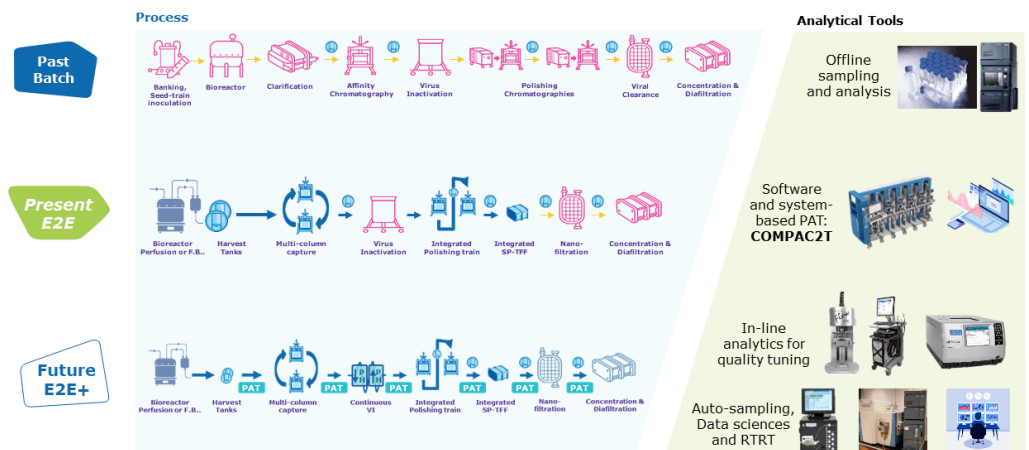 Process
Analytical Tools
Past
Batch
Banking,
Seed-train
inoculation
Bioreactor
Clarification
Affinity
Chromatography
Virus
Inactivation
Polishing
Chromatographies
Viral
Clearance
Concentration &
Diafiltration
Offline
sampling
and analysis
Present
E2E
Bioreactor
Perfusion or F.B..
Harvest
Tanks
Multi-column
capture
Virus
Inactivation
Integrated
Polishing train
Integrated
SP-TFF
Nano-
filtration
Concentration &
Diafiltration
Software
and system-
based PAT:
COMPAC2T
Future
E2E+
Bioreactor
Perfusion or F.B..
Harvest
Tanks
PAT
Multi-column
capture
PAT
Continuous
VI
PAT
Integrated
Polishing train
PAT
Integrated
SP-TFF
PAT
Nano-
filtration
PAT
Concentration &
Diafiltration
In-line
analytics for
quality tuning
Auto-sampling,
Data sciences
and RTRT